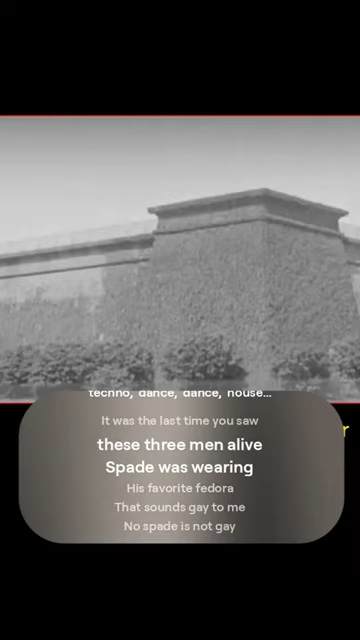 techno, dance, dance, house...
It was the last time you saw
these three men alive
Spade was wearing
r
His favorite fedora
That sounds gay to me
No spade is not gay